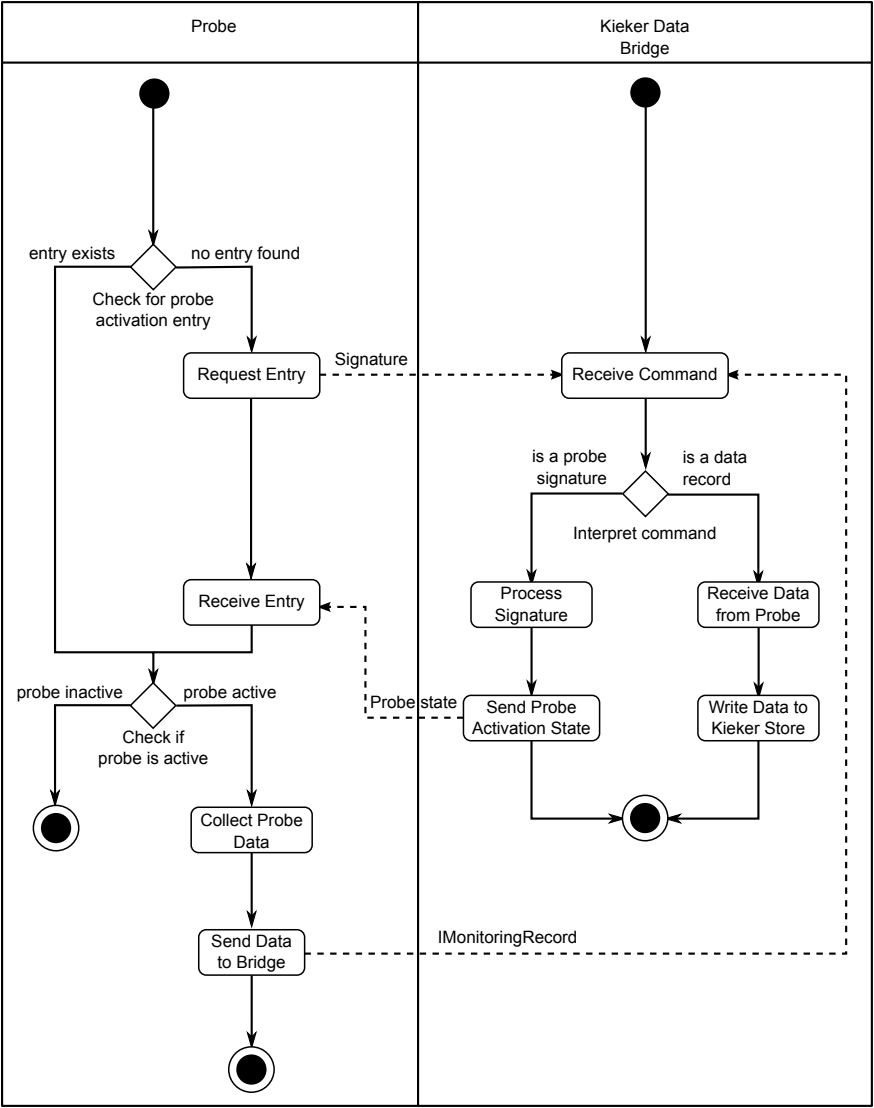 Probe
Kieker Data
Bridge
entry exists
no entry found
Check for probe
activation entry
Request Entry
Signature
Receive Command
is a probe
signature
is a data
record
Interpret command
Receive Entry
Process
Signature
Receive Data
from Probe
probe inactive
probe active
Check if
probe is active
Probe state
Send Probe
Activation State
Write Data to
Kieker Store
Collect Probe
Data
Send Data
to Bridge
IMonitoringRecord